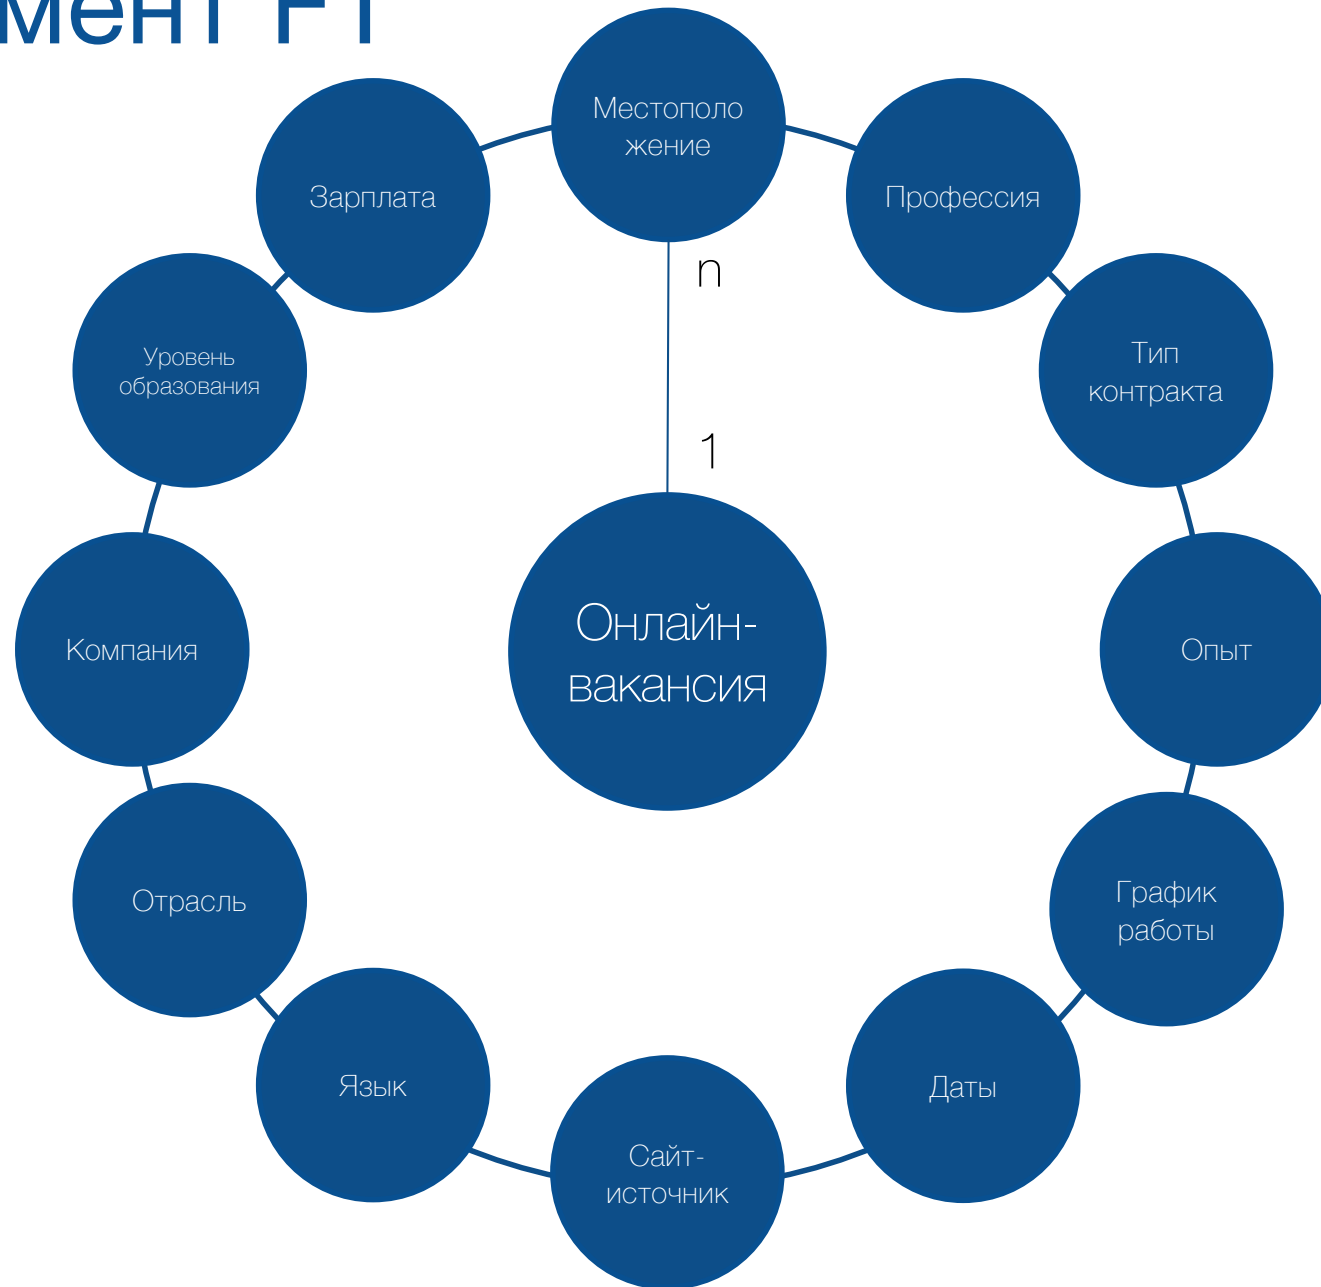 мент F1
Местополо
жение
Зарплата
Профессия
n
Уровень
образования
Тип
контракта
1
Онлайн-
вакансия
Компания
Опыт
Отрасль
График
работы
Язык
Даты
Сайт-
источник